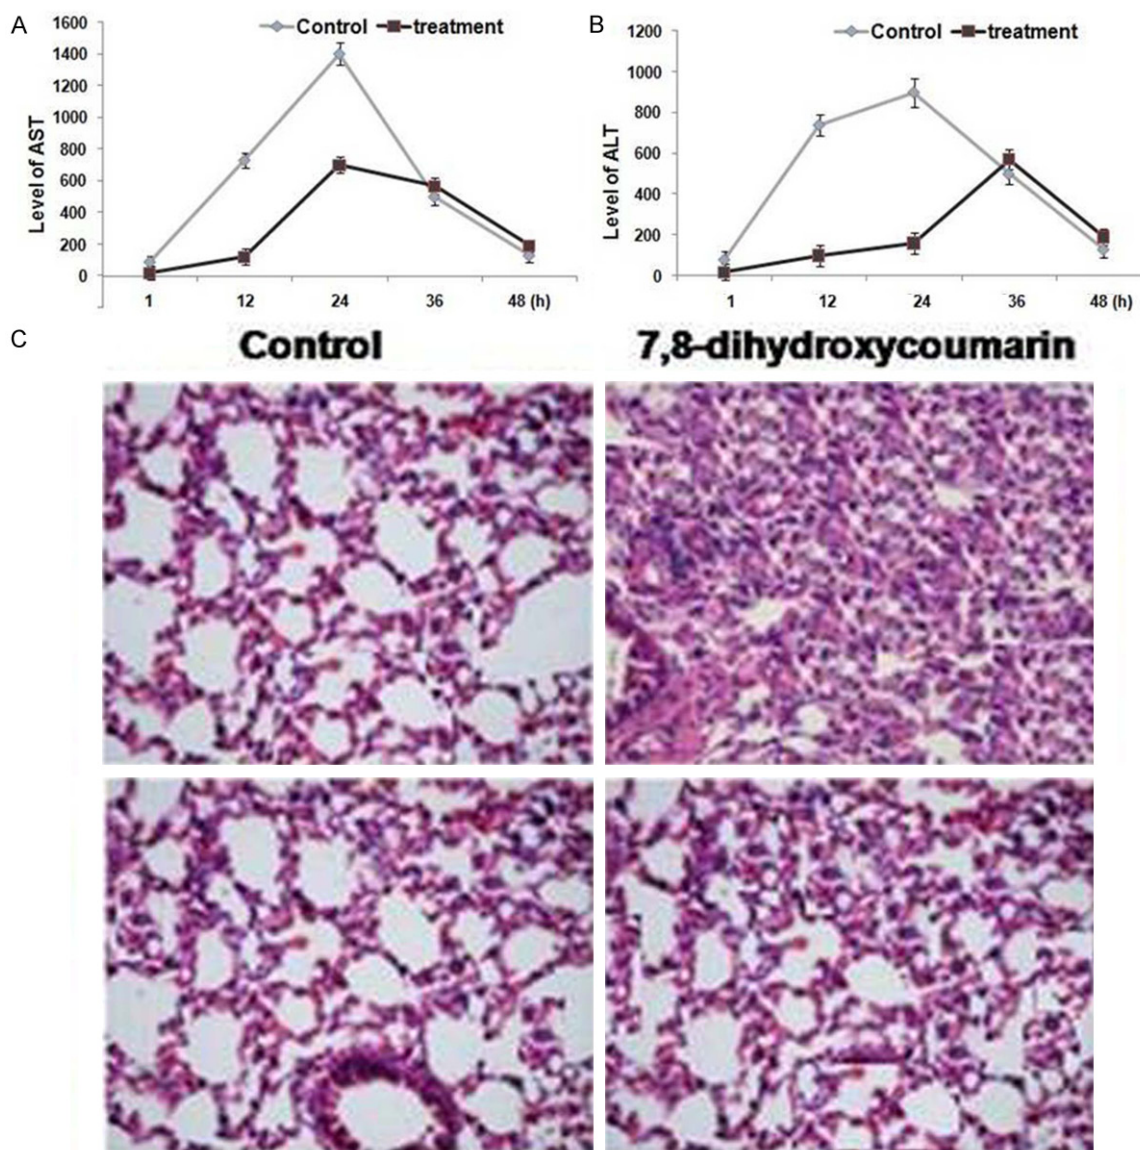 A
Control treatment
1600
1400
1200
1000
800
600
400
200
0
Level of AST
1 12 24 36 48 (h)
B
Control treatment
1200
1000
800
600
400
200
0
Level of ALT
1 12 24 36 48 (h)
C
Control 7,8-dihydroxycoumarin